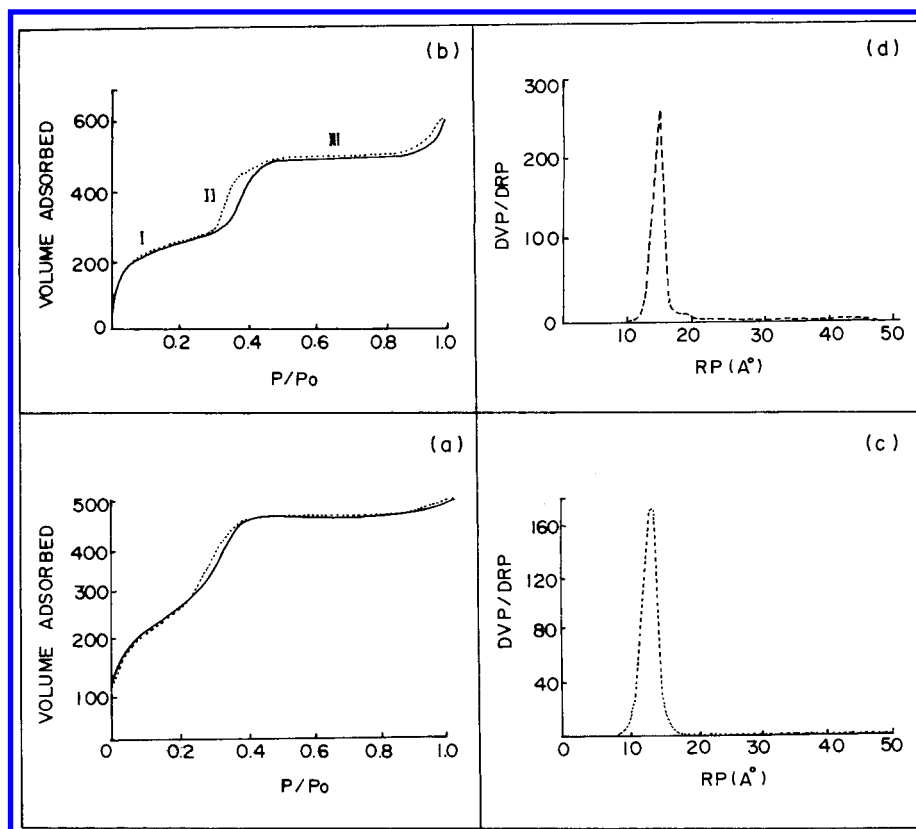 (b)
VOLUME ADSORBED
600
400
200
0
I
II
III
0.2
0.4
0.6
0.8
1.0
P/Po
(d)
DVP/DRP
300
200
100
0
10
20
30
40
50
RP (A°)
(a)
VOLUME ADSORBED
500
400
300
200
100
0
0.2
0.4
0.6
0.8
1.0
P/Po
(c)
DVP/DRP
160
120
80
40
0
10
20
30
40
50
RP(A°)